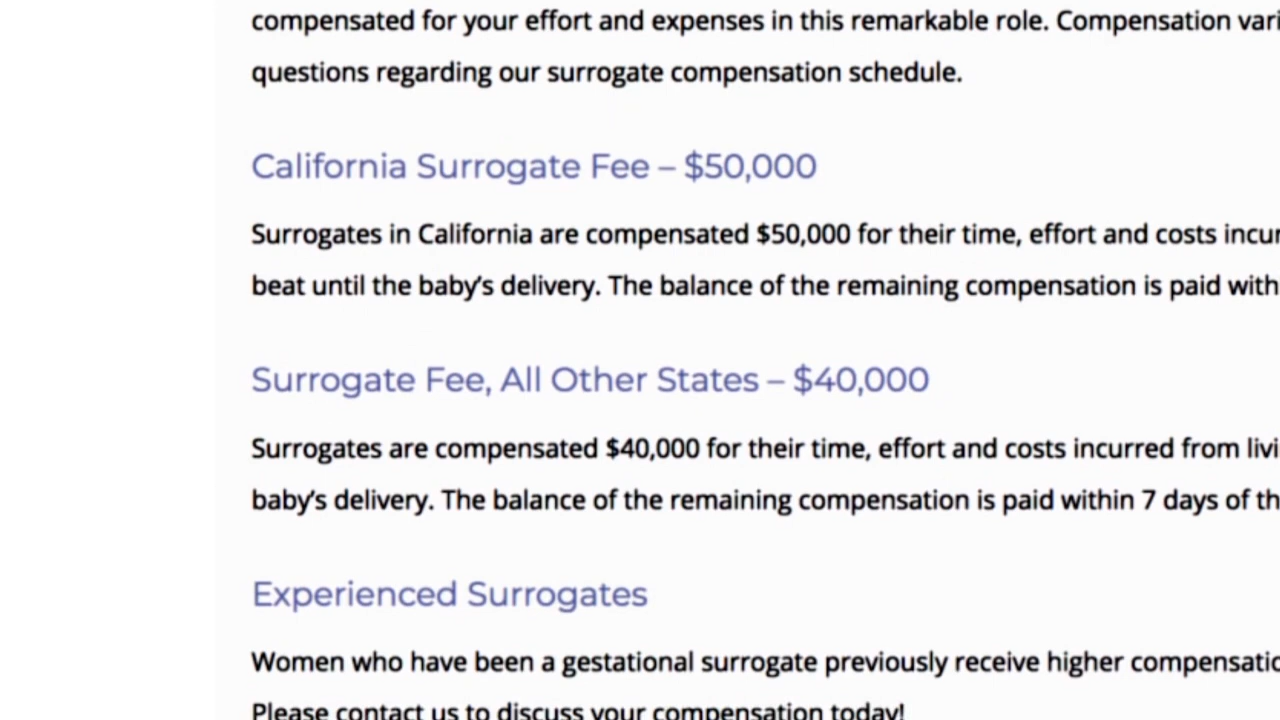 compensated for your effort and expenses in this remarkable role. Compensation
questions regarding our surrogate compensation schedule.
California Surrogate Fee – $50,000
Surrogates in California are compensated $50,000 for their time, effort and costs
beat until the baby’s delivery. The balance of the remaining compensation is paid with
Surrogate Fee, All Other States – $40,000
Surrogates are compensated $40,000 for their time, effort and costs incurred from
baby’s delivery. The balance of the remaining compensation is paid within 7 days of
Experienced Surrogates
Women who have been a gestational surrogate previously receive higher
Please contact us to discuss your compensation today!